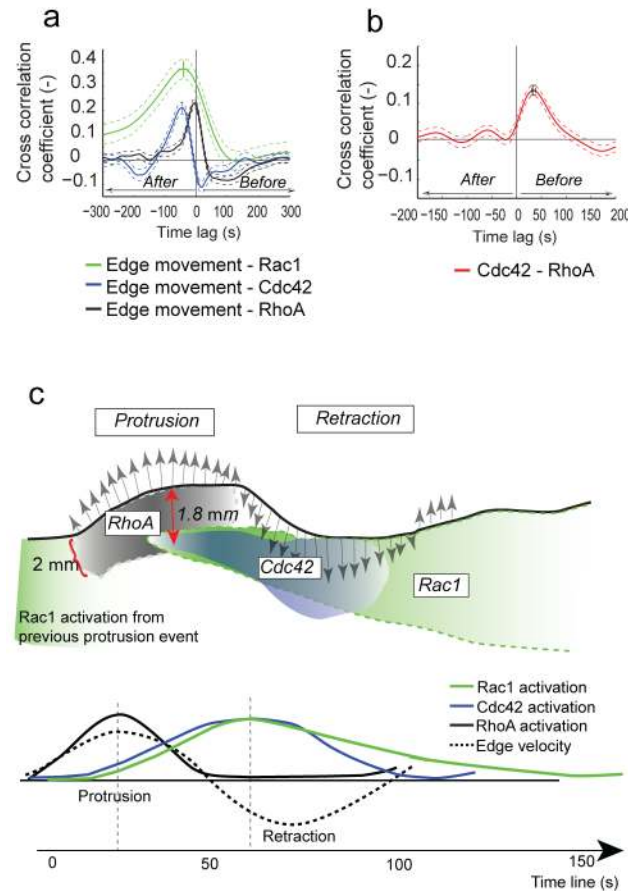 a
Cross correlation
coefficient (-)
0.4
0.3
0.2
0.1
0
−0.1
After
Before
−300 −200 −100 0 100 200 300
Time lag (s)
Edge movement - Rac1
Edge movement - Cdc42
Edge movement - RhoA
b
Cross correlation
coefficient (-)
0.2
0.1
0
−0.1
After
Before
−200 −150 −100 −50 0 50 100 150 200
Time lag (s)
Cdc42 - RhoA
c
Protrusion
Retraction
RhoA
1.8 mm
2 mm
Cdc42
Rac1
Rac1 activation from
previous protrusion event
Rac1 activation
Cdc42 activation
RhoA activation
Edge velocity
Protrusion
Retraction
0 50 100 150
Time line (s)